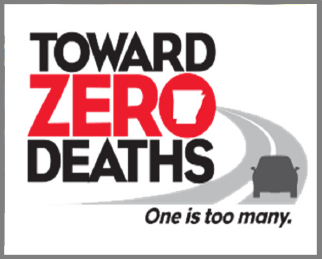 TOWARD
ZERO
DEATHS
One is too many.